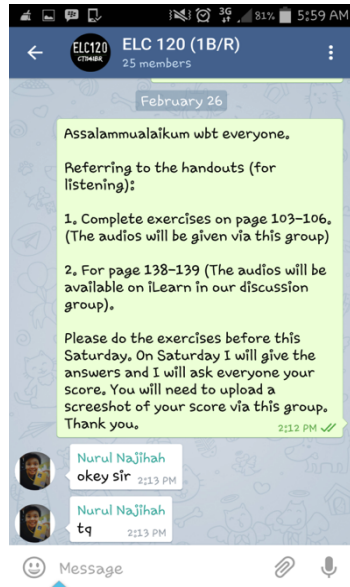 3G 81% 5:59 AM
ELC120
CTD4BR
ELC 120 (1B/R)
25 members
February 26
Assalammualaikum wbt everyone.
Referring to the handouts (for
listening):
1. Complete exercises on page 103-106.
(The audios will be given via this group)
2. For page 138-139 (The audios will be
available on iLearn in our discussion
group).
Please do the exercises before this
Saturday. On Saturday I will give the
answers and I will ask everyone your
score. You will need to upload a
screeshot of your score via this group.
Thank you.
2:12 PM
Nurul Najihah
okey sir 2:13 PM
Nurul Najihah
tq 2:13 PM
Message